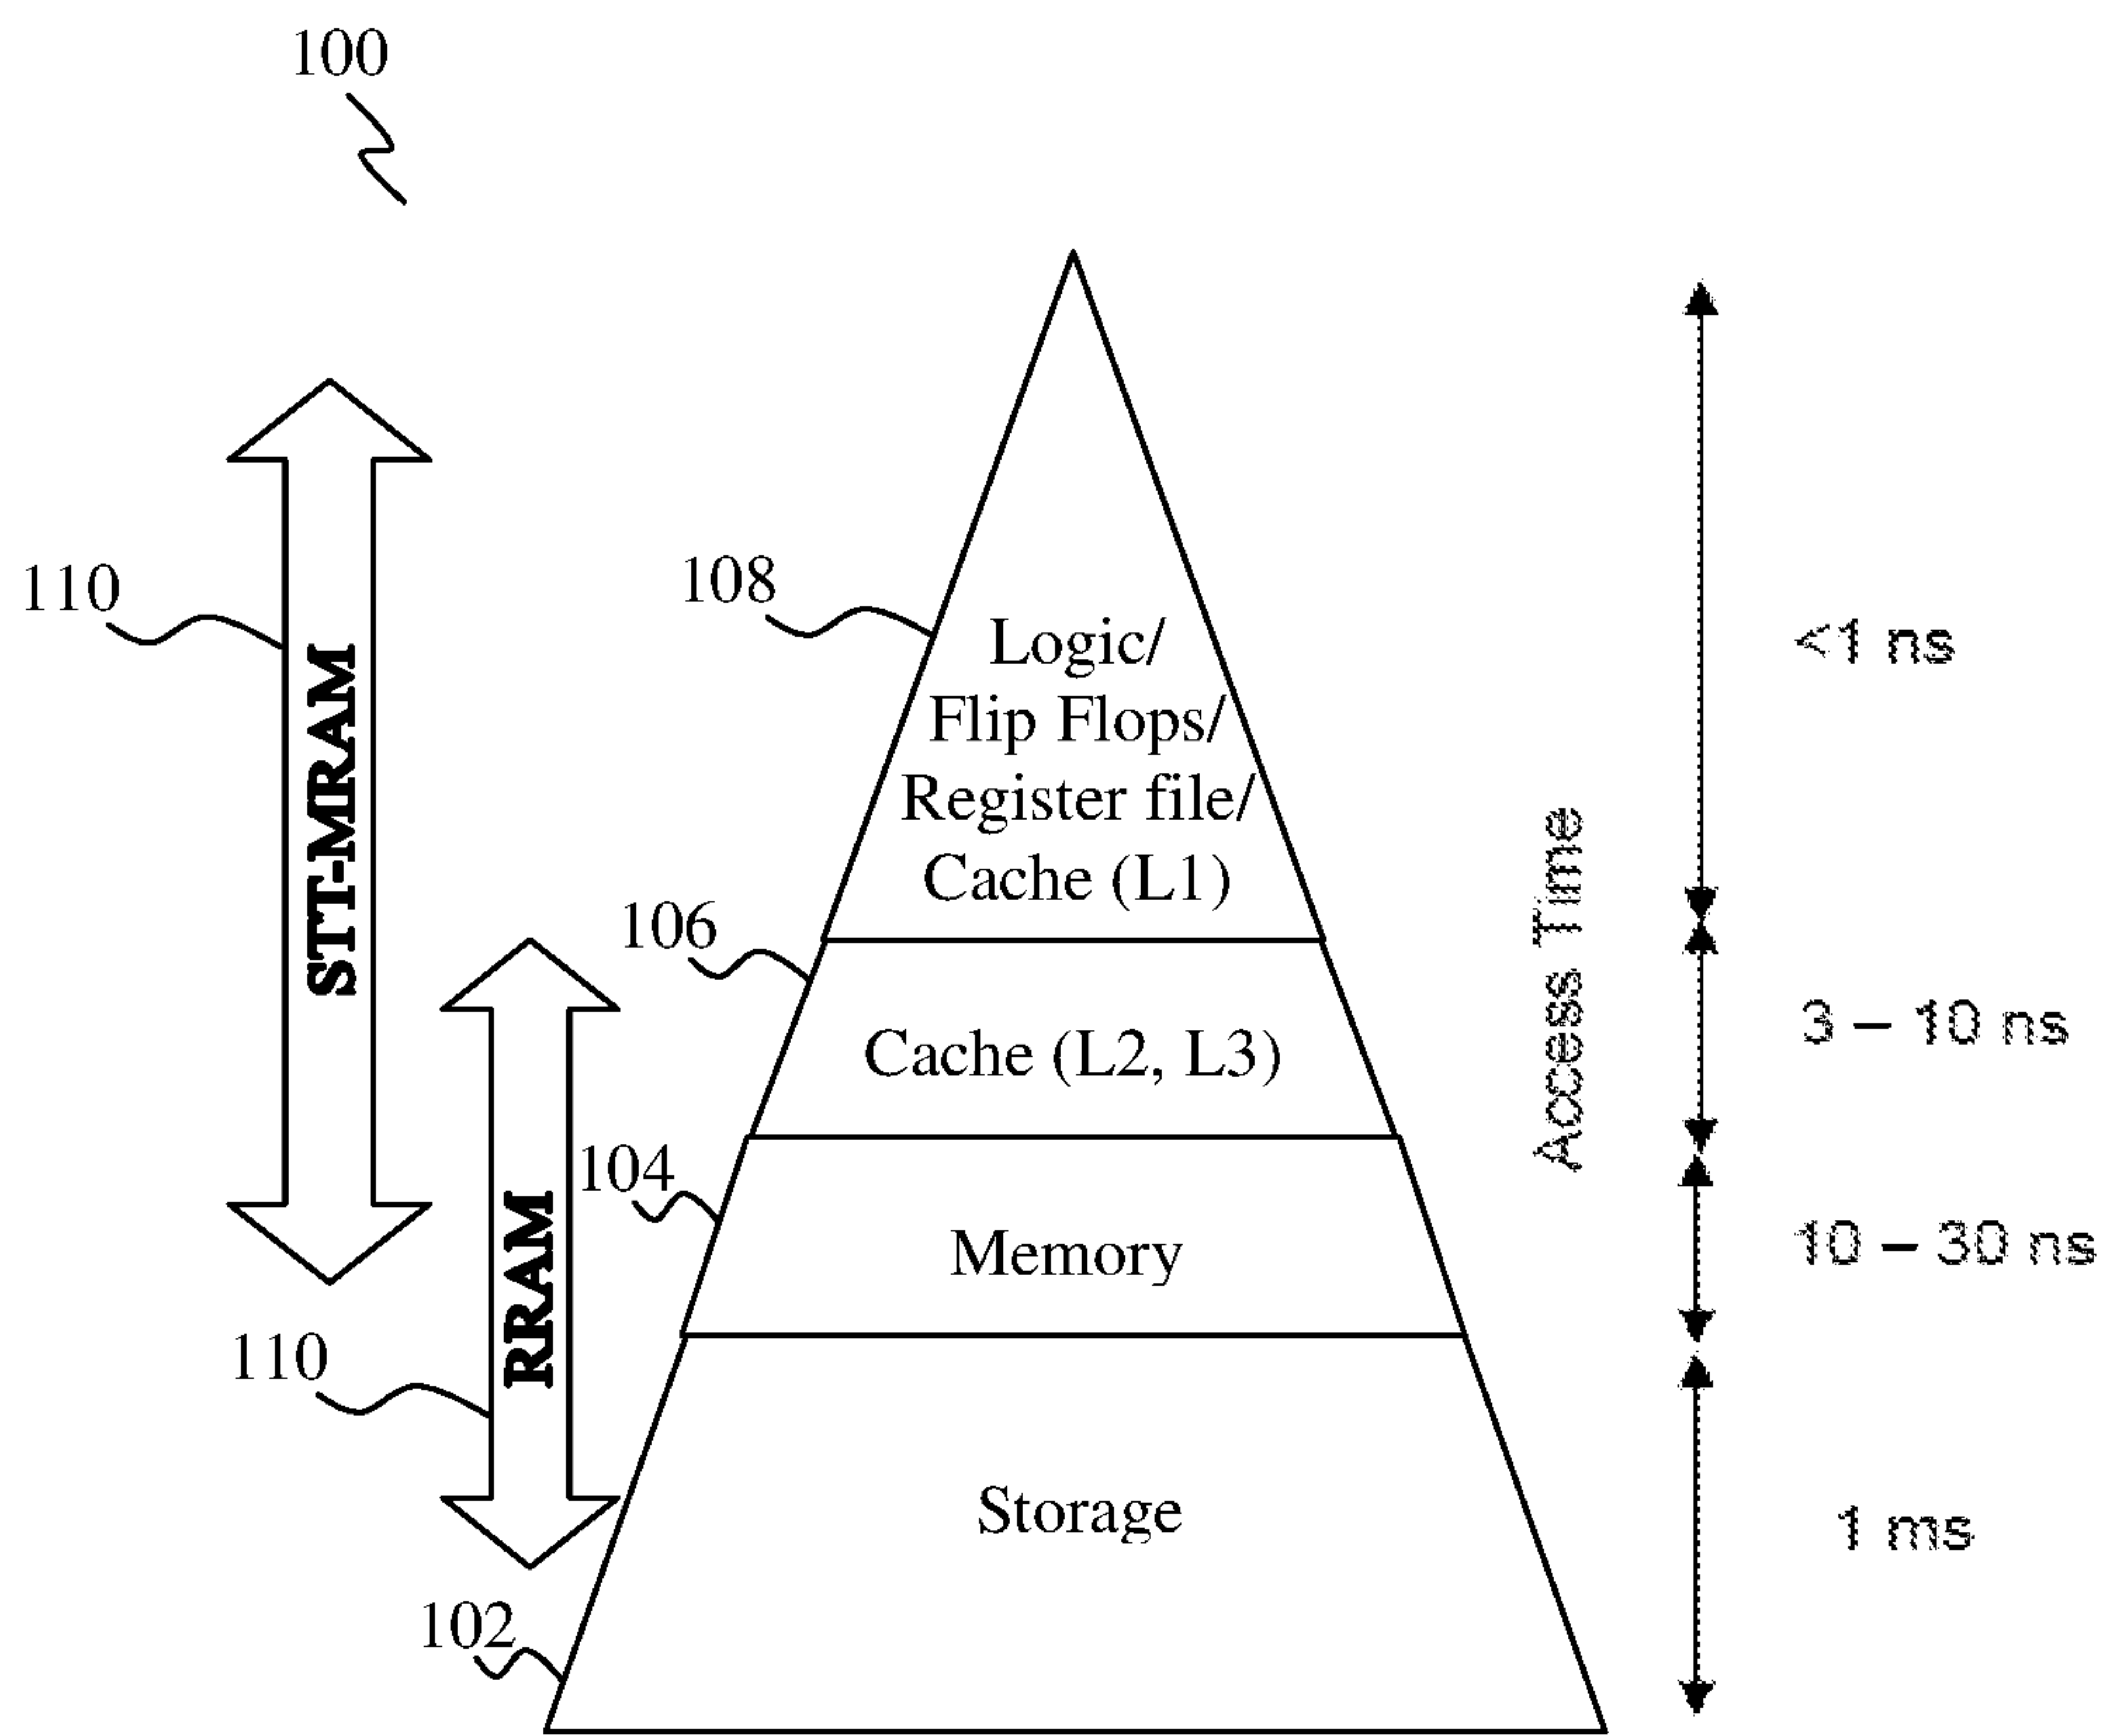 100
110
STT-MRAM
110
RRAM
108
Logic/
Flip Flops/
Register file/
Cache (L1)
106
Cache (L2, L3)
104
Memory
102
Storage
Access Time
<1 ns
3 – 10 ns
10 – 30 ns
1 ms